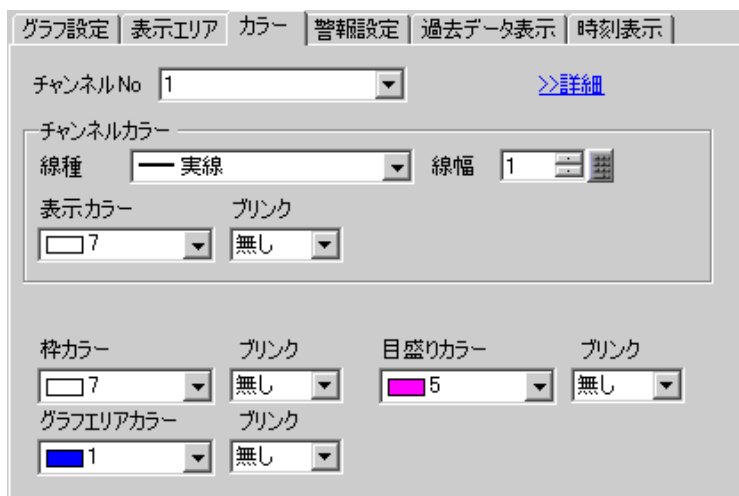 グラフ設定 表示エリア カラー 警報設定 過去データ表示 時刻表示
チャンネルNo 1 >>詳細
チャンネルカラー
線種 実線 線幅 1
表示カラー ブリンク
7 無し
枠カラー ブリンク 目盛りカラー ブリンク
7 無し 5 無し
グラフエリアカラー ブリンク
1 無し